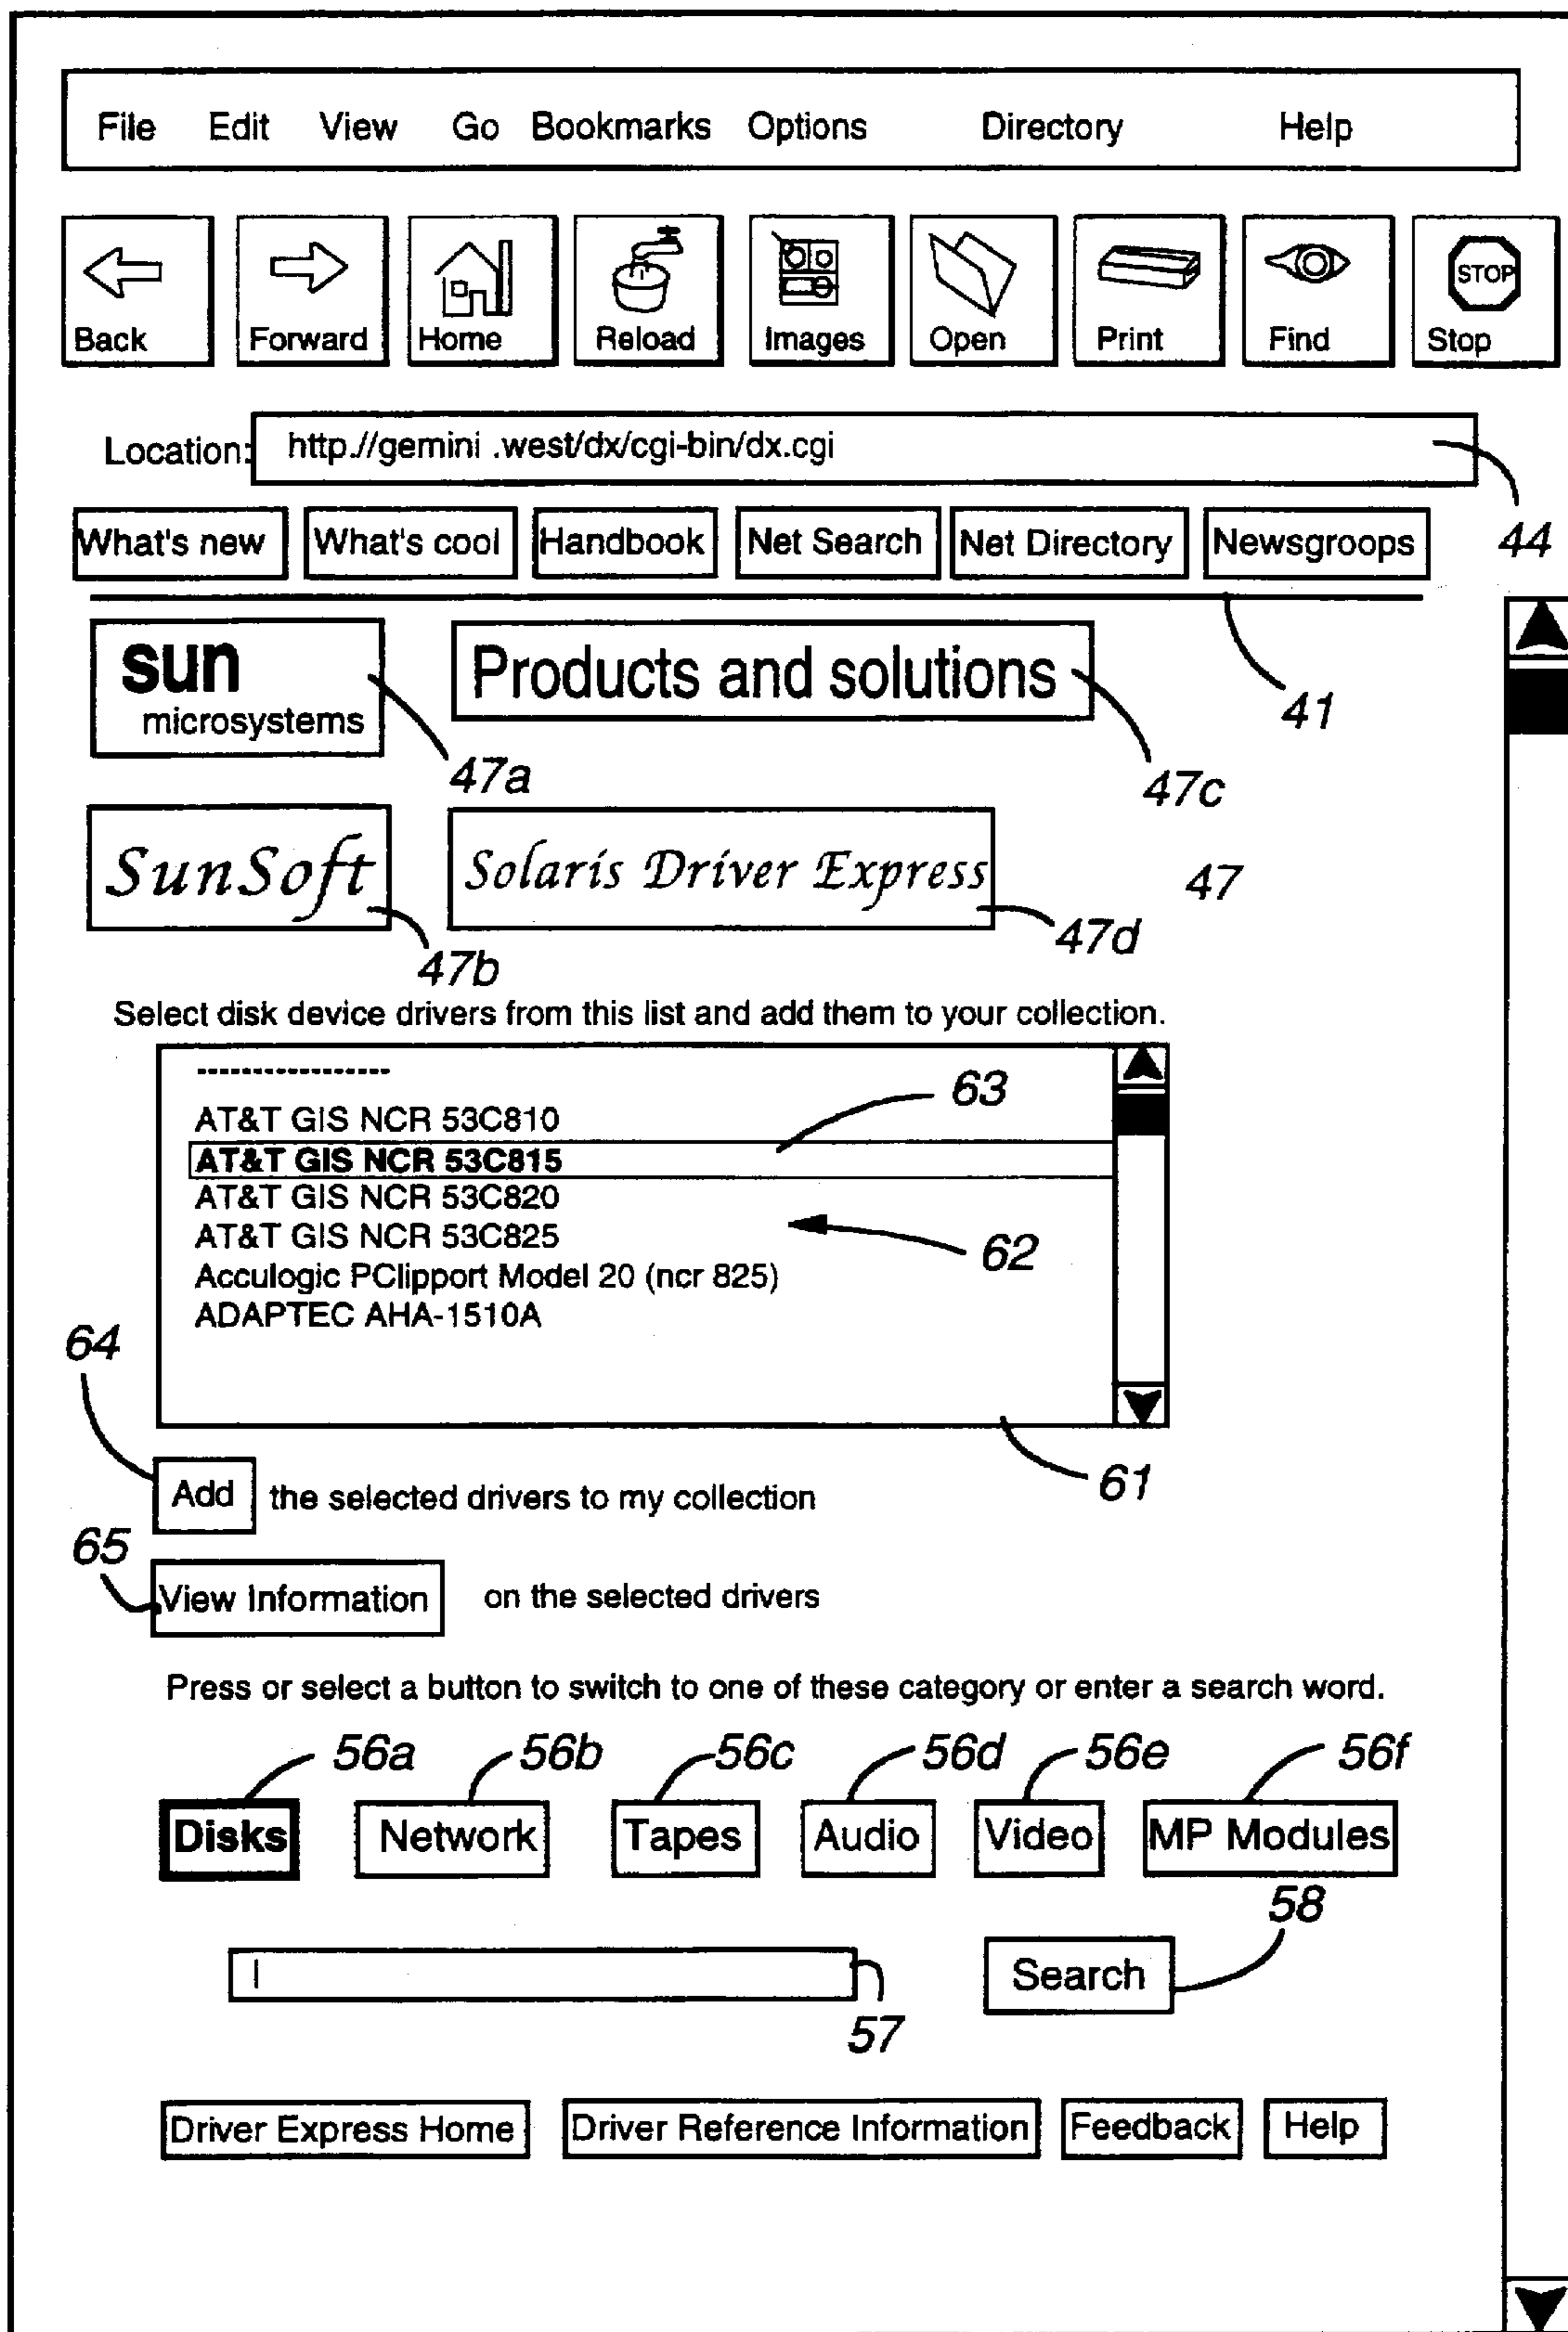 File Edit View Go Bookmarks Options Directory Help
Back Forward Home Reload Images Open Print Find STOP Stop
Location: http.//gemini .west/dx/cgi-bin/dx.cgi
44
What's new What's cool Handbook Net Search Net Directory Newsgroops
41
sun
microsystems
Products and solutions
47a
47c
SunSoft
Solaris Driver Express
47
47b
47d
Select disk device drivers from this list and add them to your collection.
-----------------
63
AT&T GIS NCR 53C810
AT&T GIS NCR 53C815
AT&T GIS NCR 53C820
AT&T GIS NCR 53C825
62
Acculogic PClipport Model 20 (ncr 825)
ADAPTEC AHA-1510A
64
61
Add the selected drivers to my collection
65
View Information on the selected drivers
Press or select a button to switch to one of these category or enter a search word.
56a 56b 56c 56d 56e 56f
Disks Network Tapes Audio Video MP Modules
58
Search
57
Driver Express Home Driver Reference Information Feedback Help